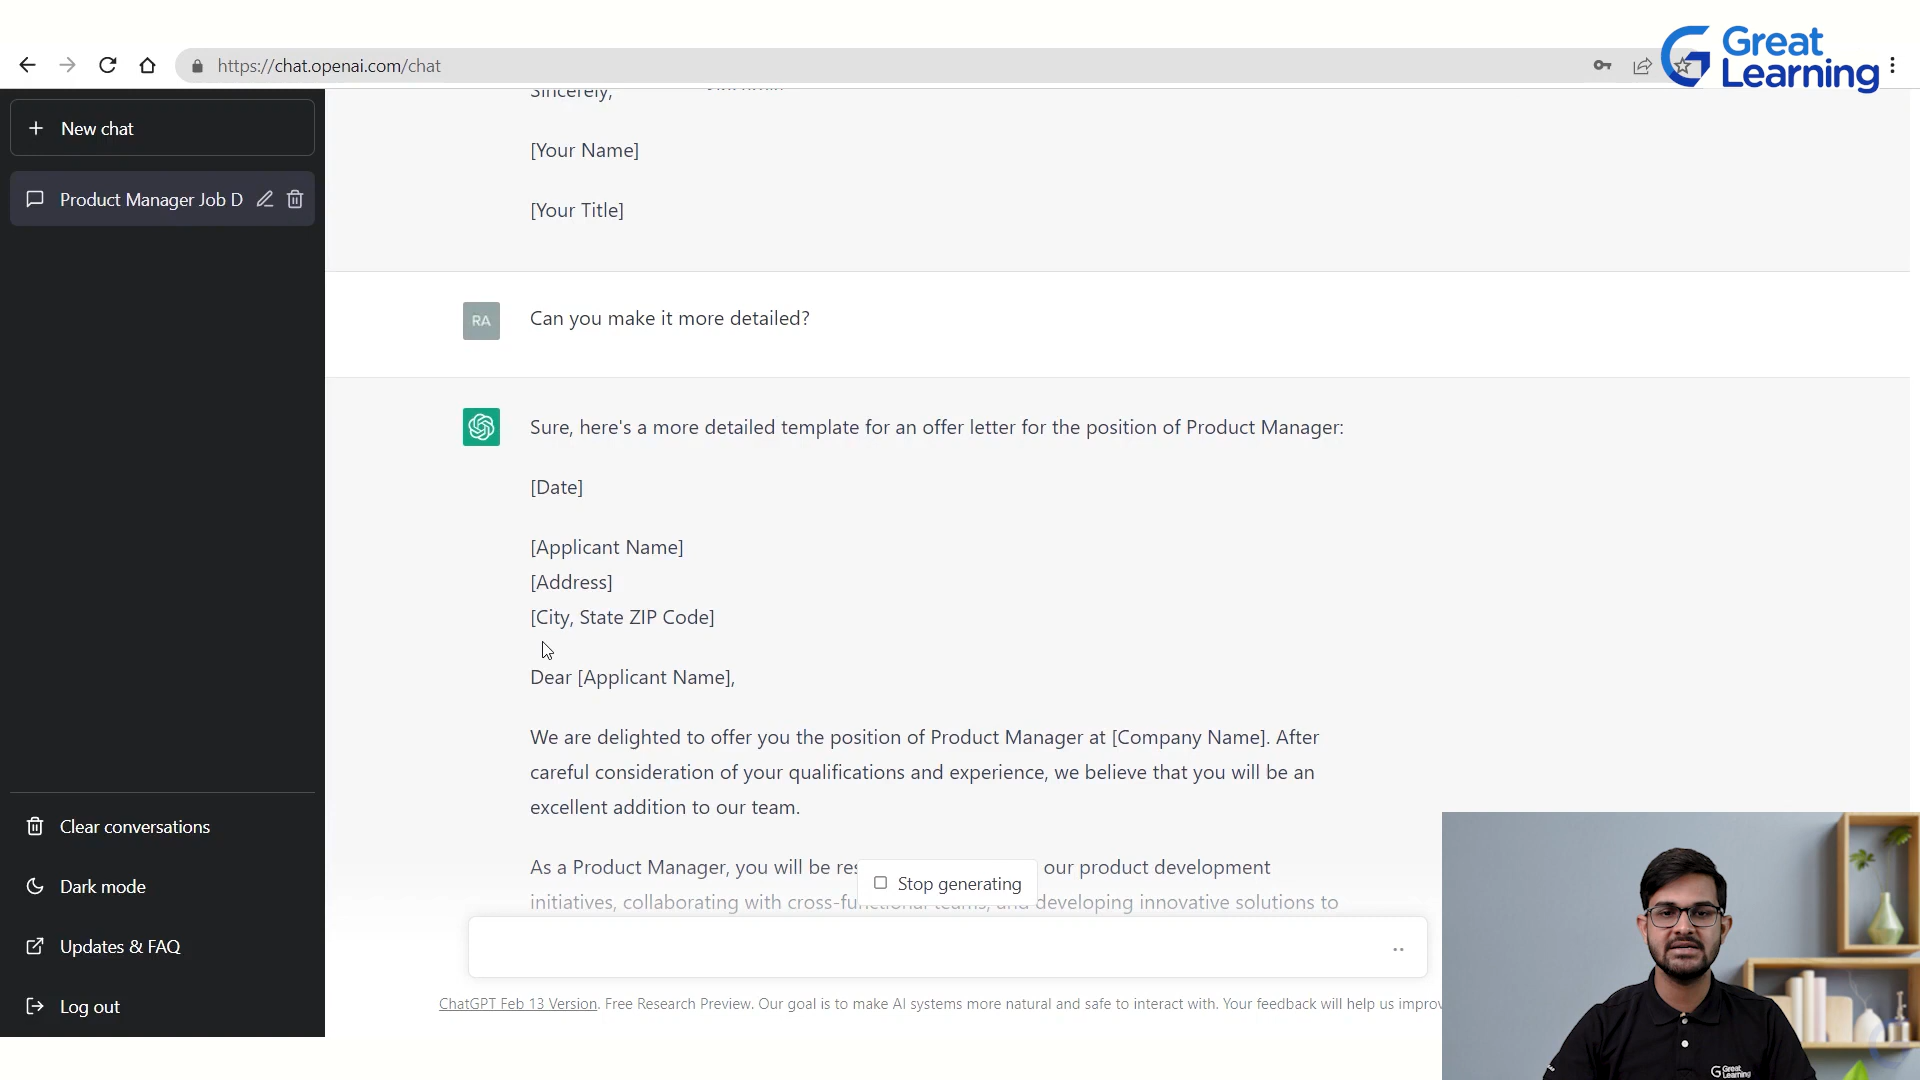 Great
Learning
https://chat.openai.com/chat
New chat
Product Manager Job D
Clear conversations
Dark mode
Updates & FAQ
Log out
Sincerely,
[Your Name]
[Your Title]
RA
Can you make it more detailed?
Sure, here's a more detailed template for an offer letter for the position of Product Manager:
[Date]
[Applicant Name]
[Address]
[City, State ZIP Code]
Dear [Applicant Name],
We are delighted to offer you the position of Product Manager at [Company Name]. After
careful consideration of your qualifications and experience, we believe that you will be an
excellent addition to our team.
As a Product Manager, you will be res our product development
initiatives, collaborating with cross-functional teams, and developing innovative solutions to
Stop generating
ChatGPT Feb 13 Version. Free Research Preview. Our goal is to make AI systems more natural and safe to interact with. Your feedback will help us improv
Great
Learning